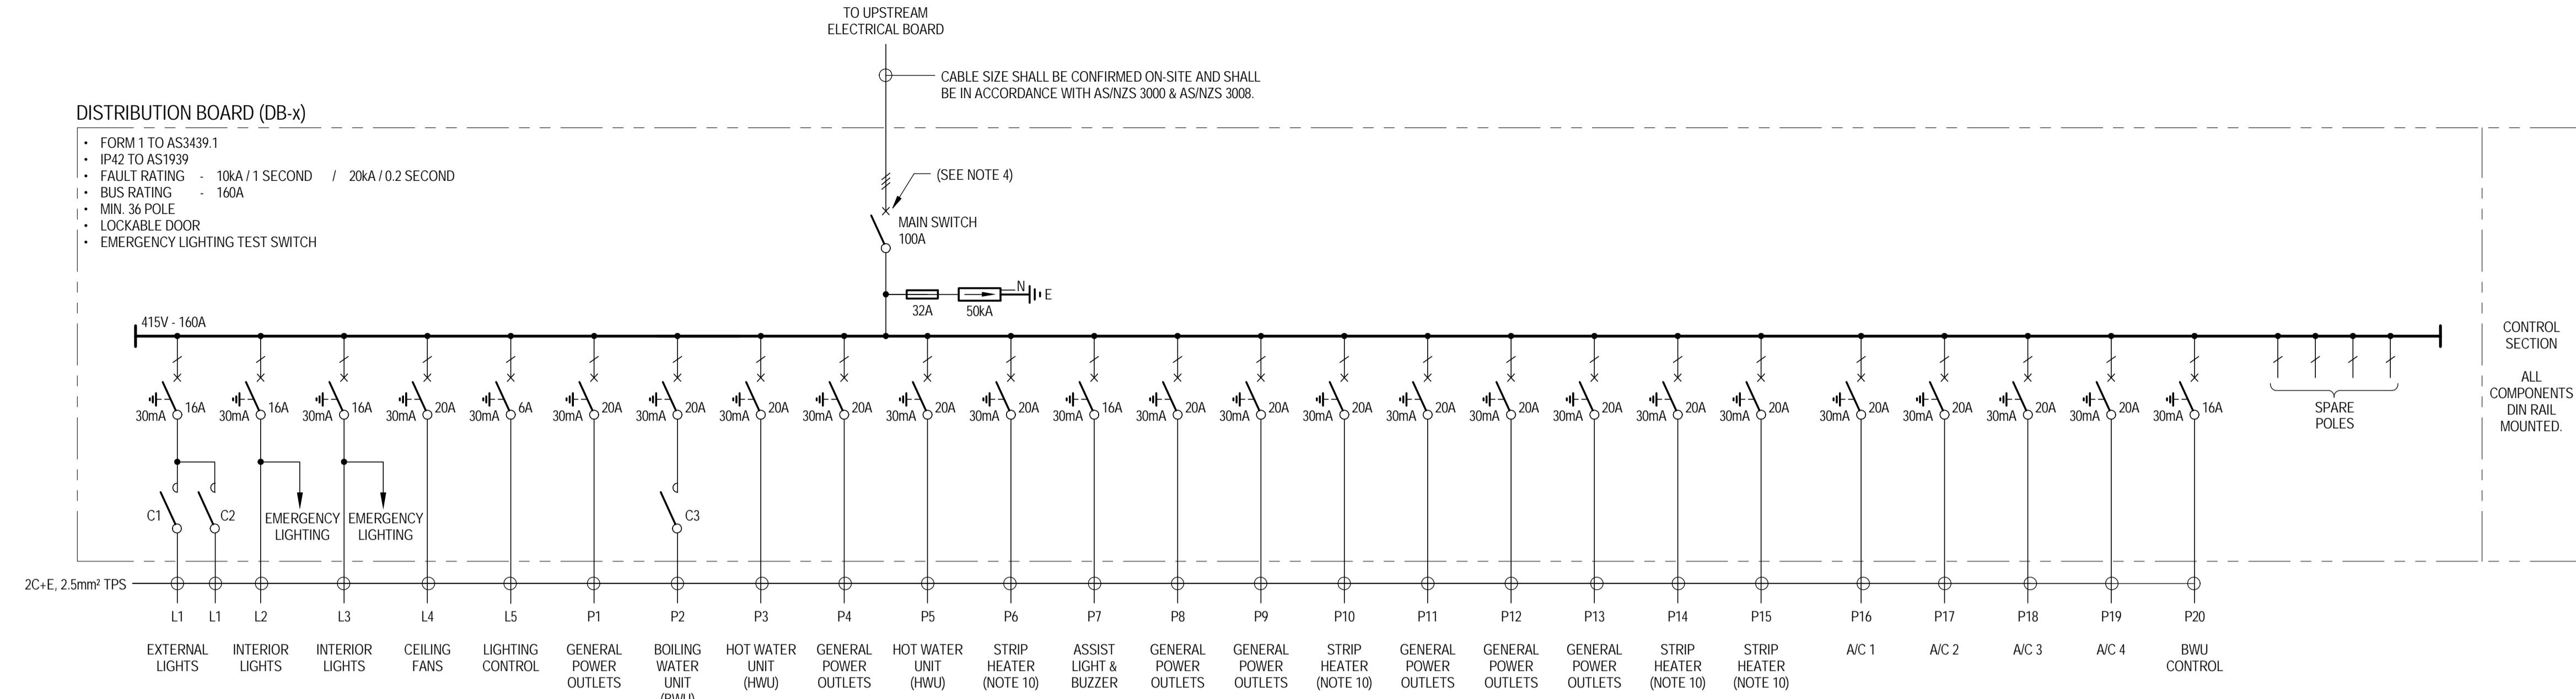 TO UPSTREAM
ELECTRICAL BOARD
CABLE SIZE SHALL BE CONFIRMED ON-SITE AND SHALL
BE IN ACCORDANCE WITH AS/NZS 3000 & AS/NZS 3008.
DISTRIBUTION BOARD (DB-x)
• FORM 1 TO AS3439.1
• IP42 TO AS1939
• FAULT RATING - 10kA / 1 SECOND / 20kA / 0.2 SECOND
• BUS RATING - 160A
• MIN. 36 POLE
• LOCKABLE DOOR
• EMERGENCY LIGHTING TEST SWITCH
(SEE NOTE 4)
MAIN SWITCH
100A
N E
32A 50kA
415V - 160A
CONTROL
SECTION
ALL
COMPONENTS
DIN RAIL
MOUNTED.
16A 16A 16A 20A 6A 20A 20A 20A 20A 20A 20A 16A 20A 20A 20A 20A 20A 20A 20A 20A 20A 20A 20A 20A 16A
30mA 30mA 30mA 30mA 30mA 30mA 30mA 30mA 30mA 30mA 30mA 30mA 30mA 30mA 30mA 30mA 30mA 30mA 30mA 30mA 30mA 30mA 30mA 30mA 30mA
SPARE
POLES
C1 C2 C3
EMERGENCY
LIGHTING
EMERGENCY
LIGHTING
2C+E, 2.5mm² TPS
L1 L1 L2 L3 L4 L5 P1 P2 P3 P4 P5 P6 P7 P8 P9 P10 P11 P12 P13 P14 P15 P16 P17 P18 P19 P20
EXTERNAL
LIGHTS
INTERIOR
LIGHTS
INTERIOR
LIGHTS
CEILING
FANS
LIGHTING
CONTROL
GENERAL
POWER
OUTLETS
BOILING
WATER
UNIT
(BWU)
HOT WATER
UNIT
(HWU)
GENERAL
POWER
OUTLETS
HOT WATER
UNIT
(HWU)
STRIP
HEATER
(NOTE 10)
ASSIST
LIGHT &
BUZZER
GENERAL
POWER
OUTLETS
GENERAL
POWER
OUTLETS
STRIP
HEATER
(NOTE 10)
GENERAL
POWER
OUTLETS
GENERAL
POWER
OUTLETS
GENERAL
POWER
OUTLETS
STRIP
HEATER
(NOTE 10)
STRIP
HEATER
(NOTE 10)
A/C 1
A/C 2
A/C 3
A/C 4
BWU
CONTROL